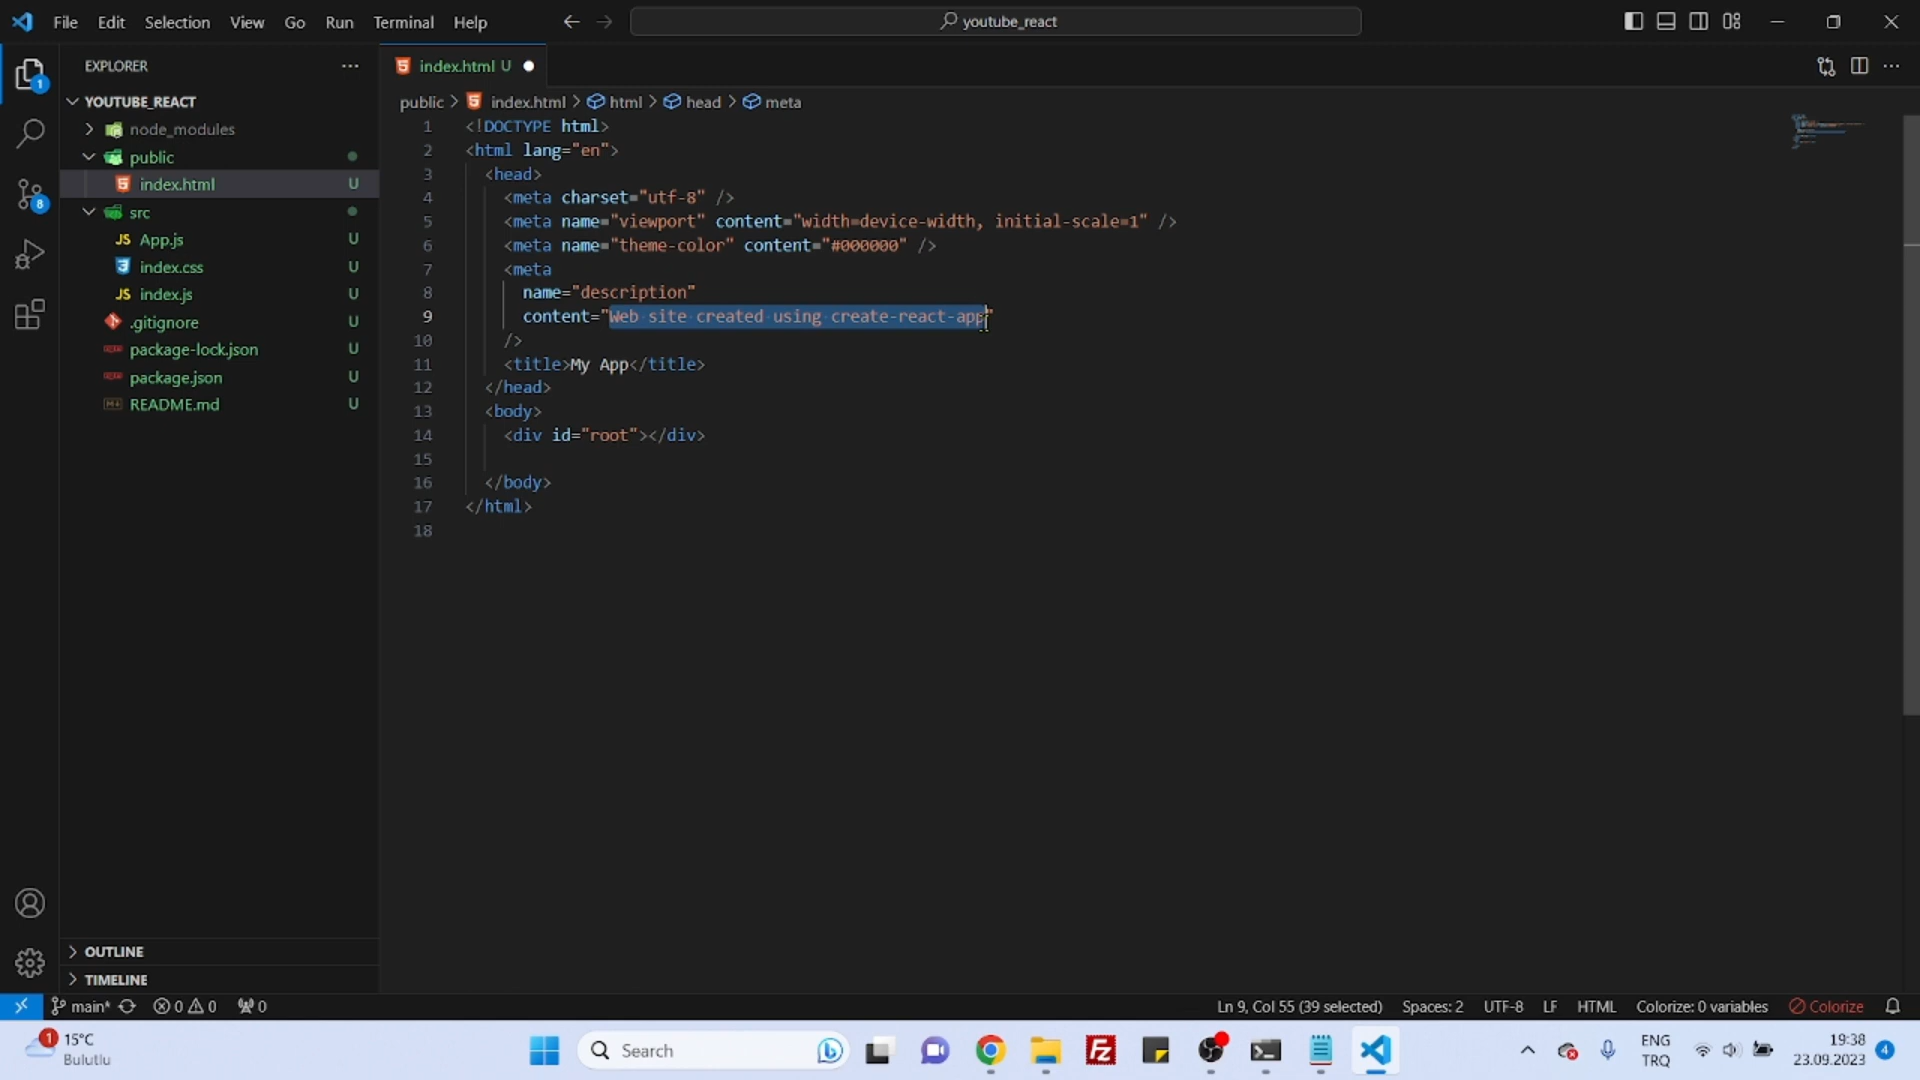 File Edit Selection View Go Run Terminal Help
youtube_react
EXPLORER
index.html U
YOUTUBE_REACT
public > index.html > html > head > meta
node_modules
public
index.html U
src
App.js U
index.css U
index.js U
.gitignore U
package-lock.json U
package.json U
README.md U
1 <!DOCTYPE html>
2 <html lang="en">
3 <head>
4 <meta charset="utf-8" />
5 <meta name="viewport" content="width=device-width, initial-scale=1" />
6 <meta name="theme-color" content="#000000" />
7 <meta
8 name="description"
9 content="Web site created using create-react-app"
10 />
11 <title>My App</title>
12 </head>
13 <body>
14 <div id="root"></div>
15
16 </body>
17 </html>
18
1
8
OUTLINE
TIMELINE
main* 0 0 0
Ln 9, Col 55 (39 selected) Spaces: 2 UTF-8 LF HTML Colorize: 0 variables Colorize
1 15°C
Bulutlu
Search
ENG
TRQ
19:38
23.09.2023
4